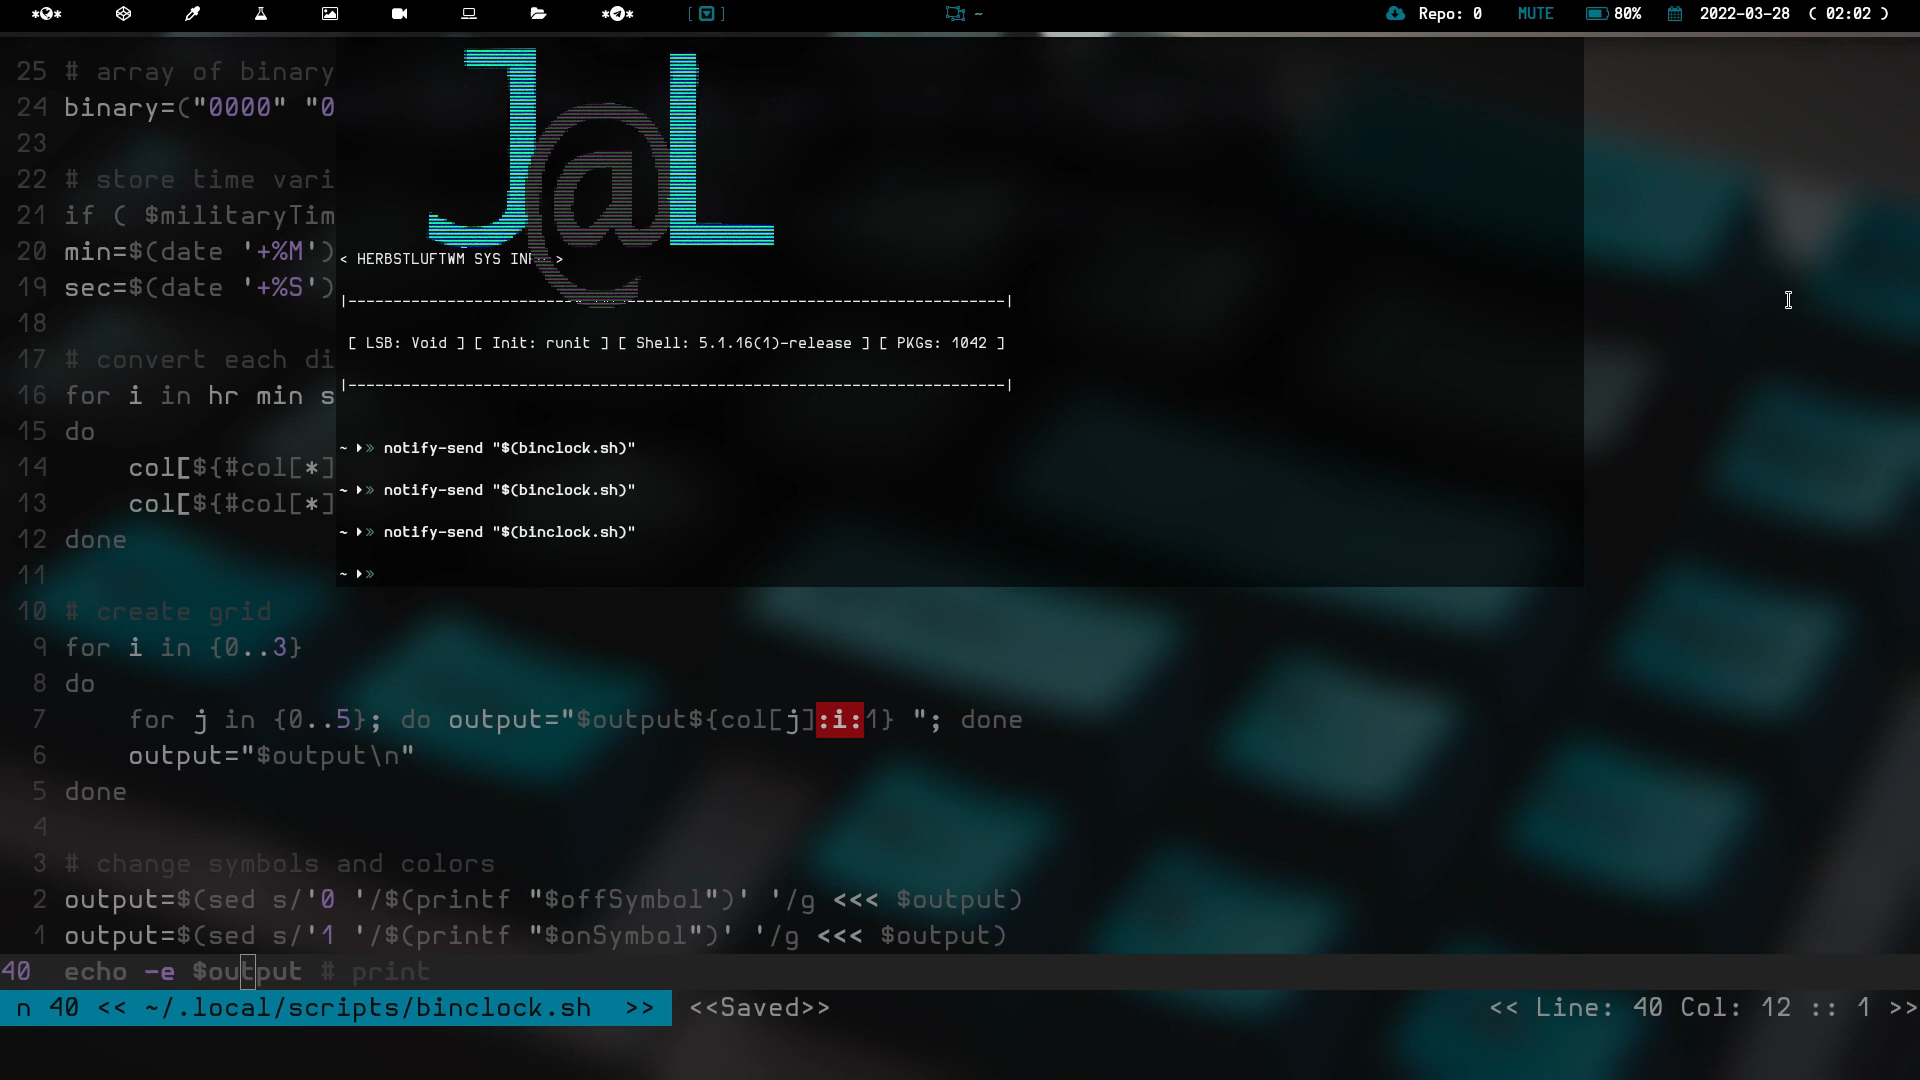 Repo: 0 MUTE 80% 2022-03-28 ( 02:02 )
[ ] ~
J@L
25 # array of binary
24 binary=("0000" "0
23
22 # store time vari
21 if ( $militaryTim
20 min=$(date '+%M')
19 sec=$(date '+%S')
18
17 # convert each di
16 for i in hr min s
15 do
14 col[${#col[*]
13 col[${#col[*]
12 done
11
10 # create grid
9 for i in {0..3}
8 do
7 for j in {0..5}; do output="$output${col[j]:i:1} "; done
6 output="$output\n"
5 done
4
3 # change symbols and colors
2 output=$(sed s/'0 '/$(printf "$offSymbol")' '/g <<< $output)
1 output=$(sed s/'1 '/$(printf "$onSymbol")' '/g <<< $output)
40 echo -e $output # print
n 40 << ~/.local/scripts/binclock.sh >> <<Saved>> << Line: 40 Col: 12 :: 1 >>
< HERBSTLUFTWM SYS >
|-------------------------------------------------------------------------|
[ LSB: Void ] [ Init: runit ] [ Shell: 5.1.16(1)-release ] [ PKGs: 1042 ]
|-------------------------------------------------------------------------|
~ notify-send "$(binclock.sh)"
~ notify-send "$(binclock.sh)"
~ notify-send "$(binclock.sh)"
~